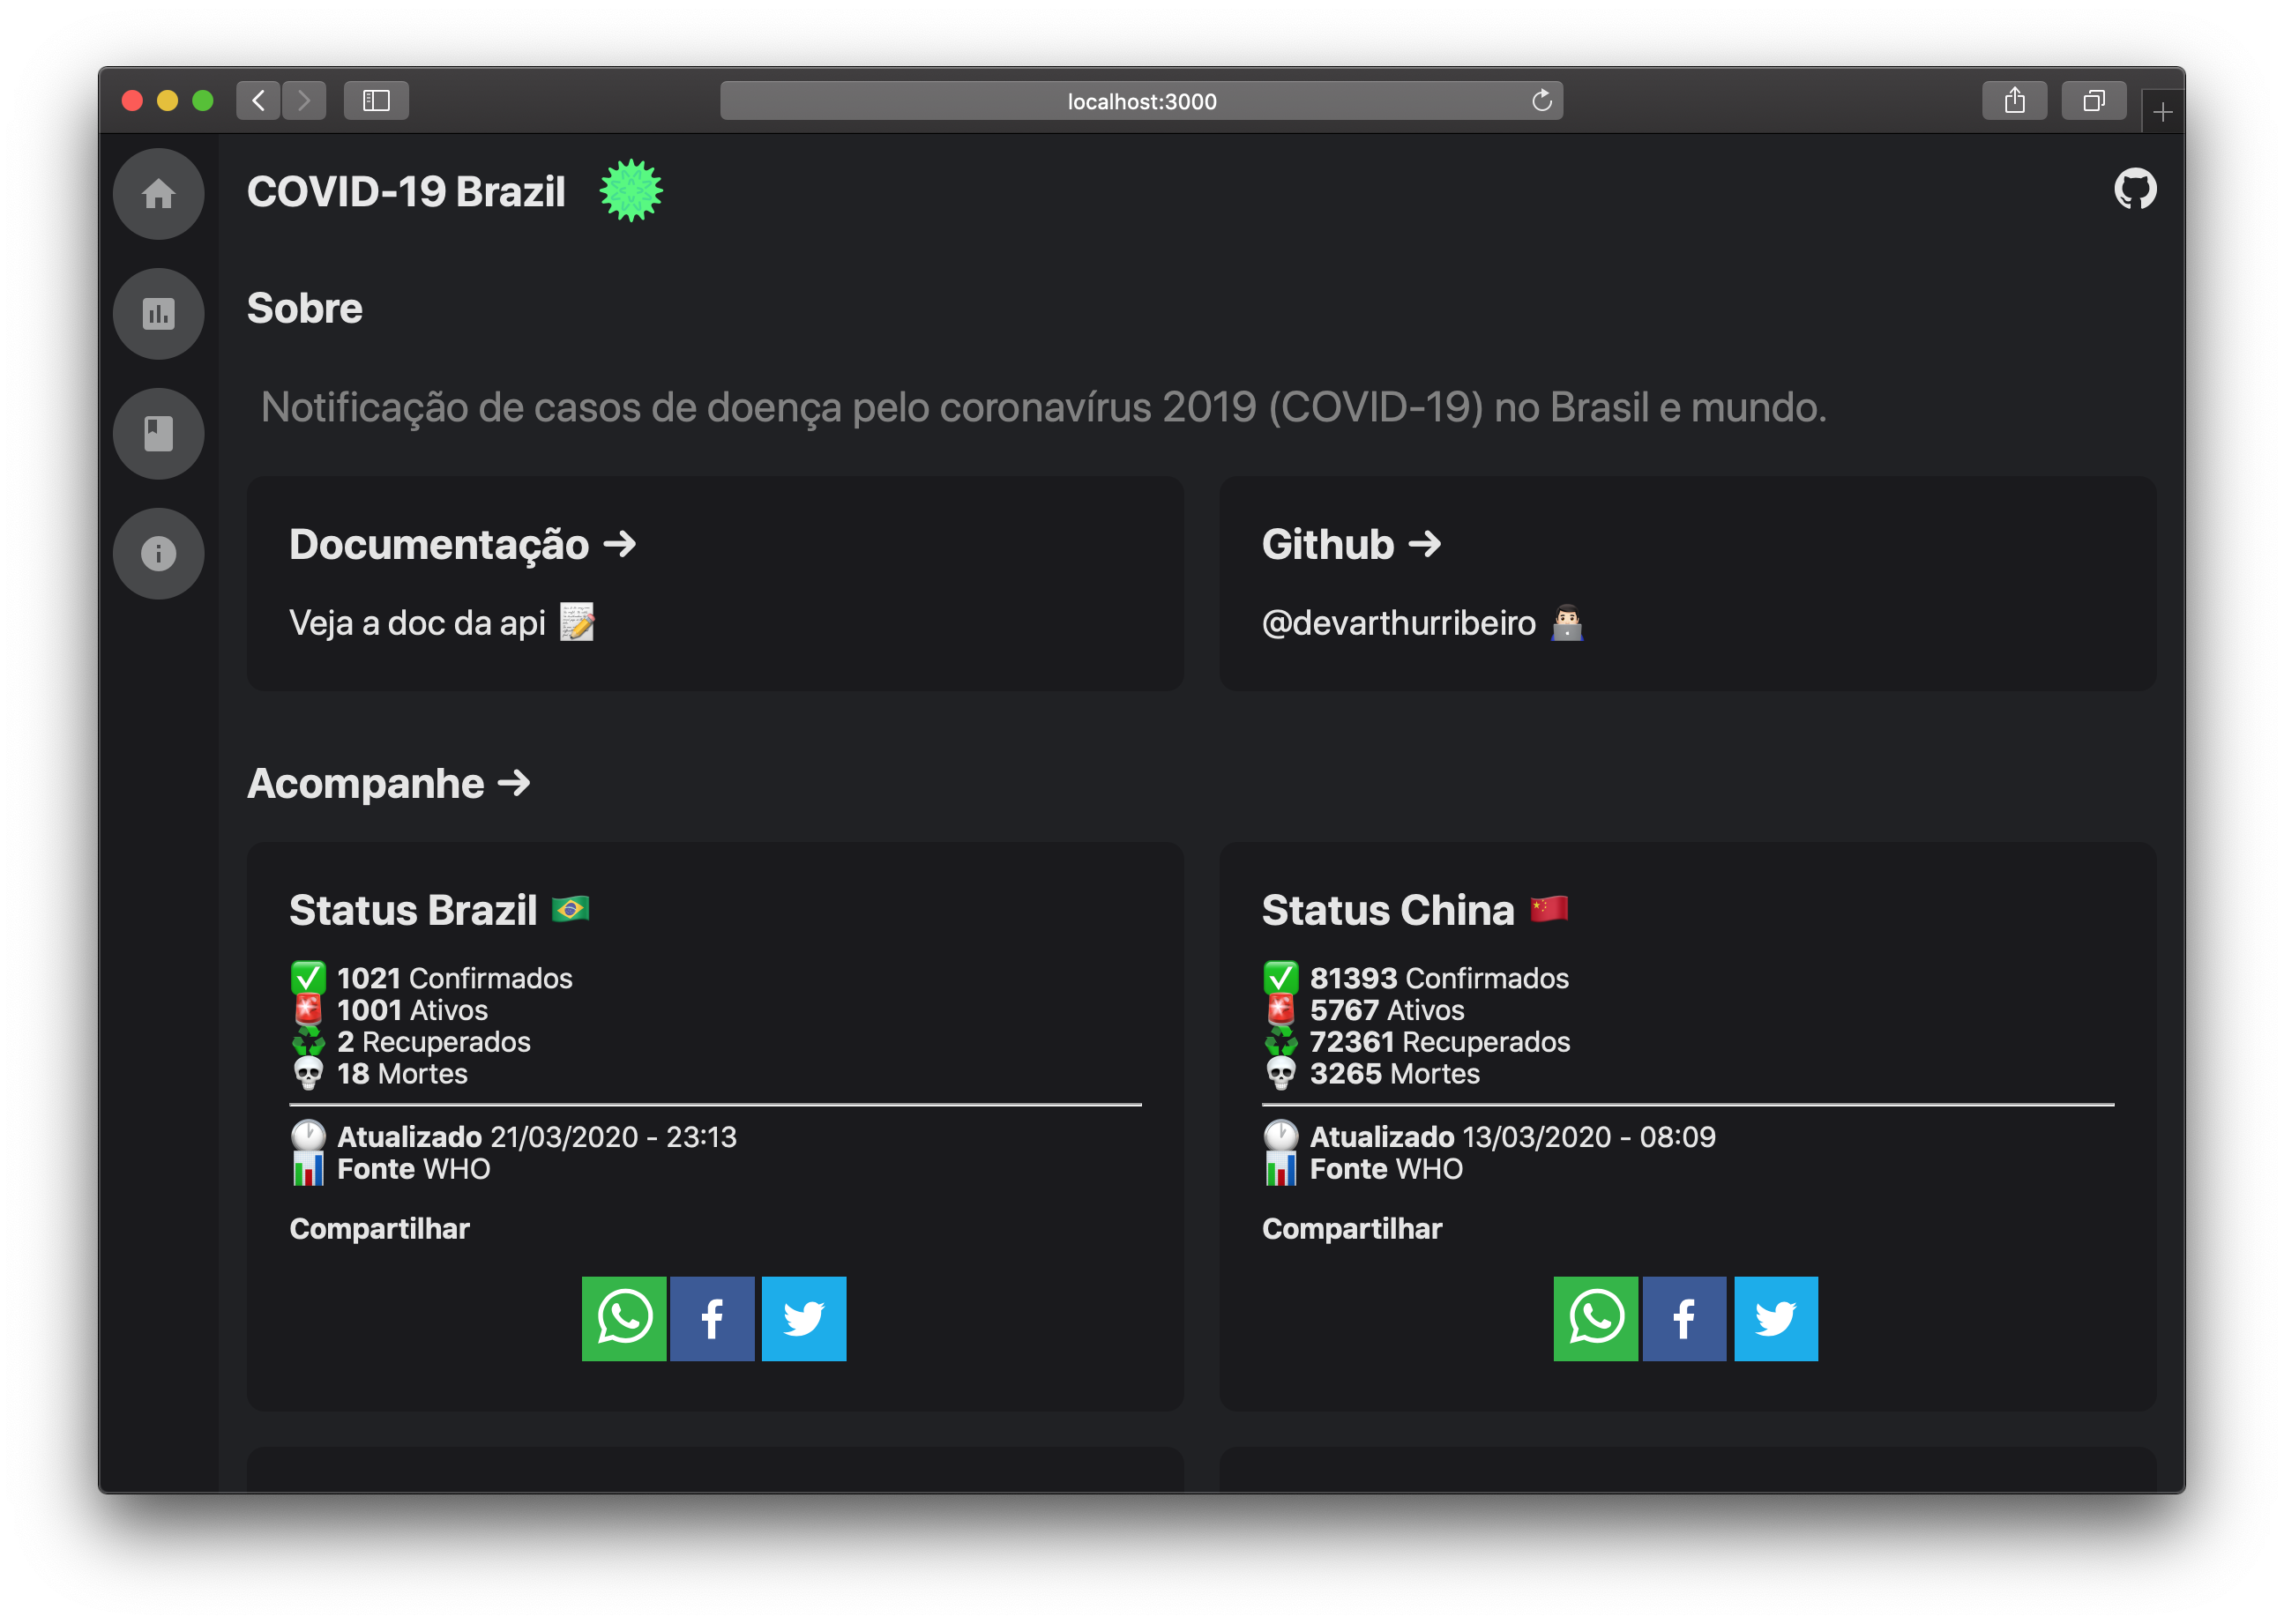 localhost:3000
COVID-19 Brazil
Sobre
Notificação de casos de doença pelo coronavírus 2019 (COVID-19) no Brasil e mundo.
Documentação →
Veja a doc da api
Github →
@devarthurribeiro
Acompanhe →
Status Brazil
1021 Confirmados
1001 Ativos
2 Recuperados
18 Mortes
Atualizado 21/03/2020 - 23:13
Fonte WHO
Compartilhar
Status China
81393 Confirmados
5767 Ativos
72361 Recuperados
3265 Mortes
Atualizado 13/03/2020 - 08:09
Fonte WHO
Compartilhar